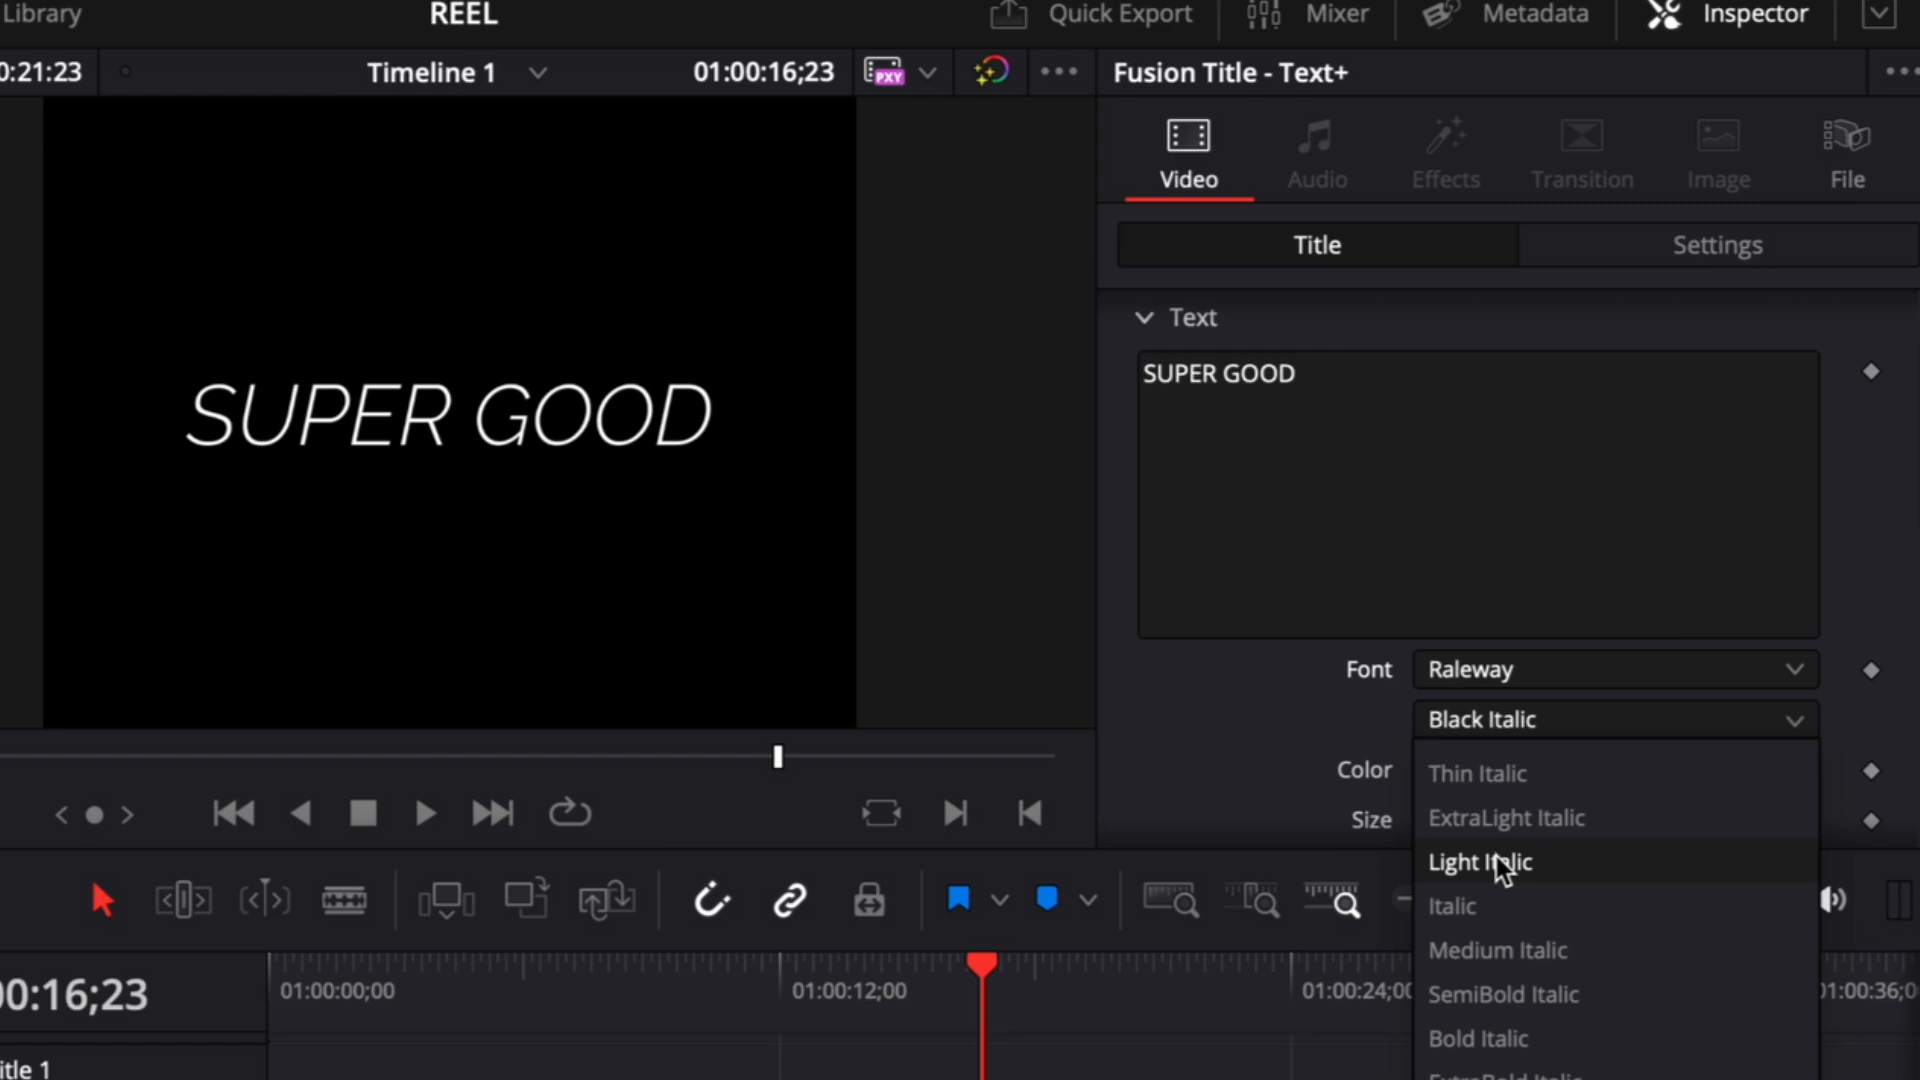 Library
REEL
Quick Export
Mixer
Metadata
Inspector
0:21:23
Timeline 1
01:00:16;23
PXY
Fusion Title - Text+
Video
Audio
Effects
Transition
Image
File
Title
Settings
Text
SUPER GOOD
SUPER GOOD
Font
Raleway
Black Italic
Color
Size
Thin Italic
ExtraLight Italic
Light Italic
Italic
Medium Italic
SemiBold Italic
Bold Italic
ExtraBold Italic
00:16;23
01:00:00;00
01:00:12;00
01:00:24;00
01:00:36;0
itle 1